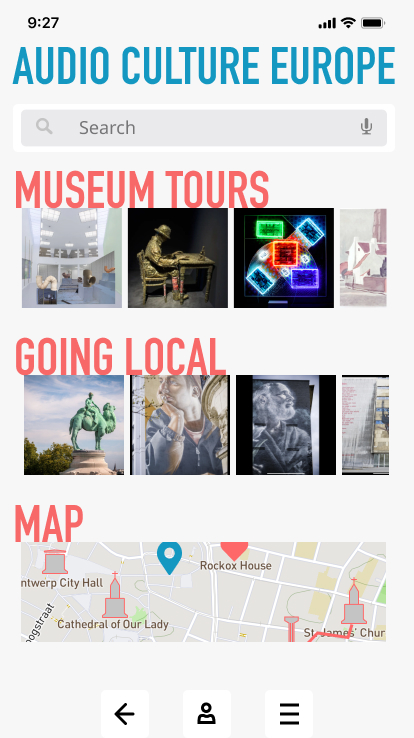 9:27
AUDIO CULTURE EUROPE
Search
MUSEUM TOURS
GOING LOCAL
MAP
Rockox House
ntwerp City Hall
Cathedral of Our Lady
oogstraat
St. James' Chur